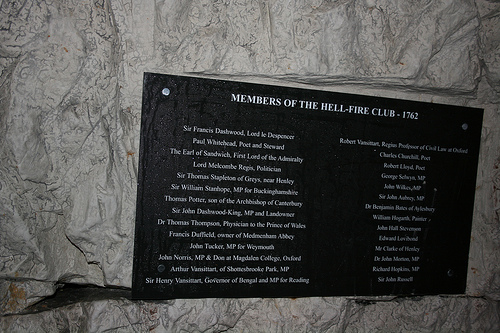 MEMBERS OF THE HELL-FIRE CLUB - 1762
Sir Francis Dashwood, Lord le Despencer
Paul Whitehead, Poet and Steward
The Earl of Sandwich, First Lord of the Admirality
Lord Melcombe Regis, Politician
Sir Thomas Stapleton of Greys, near Henley
Sir William Stanhope, MP for Buckinghamshire
Thomas Potter, son of the Archbishop of Canterbury
Sir John Dashwood-King, MP and Landowner
Dr Thomas Thompson, Physician to the Prince of Wales
Francis Duffield, owner of Medmenham Abbey
John Tucker, MP for Weymouth
John Norris, MP & Don at Magdalen College, Oxford
Arthur Vansittart, of Shottesbrooke Park, MP
Sir Henry Vansittart, Governor of Bengal and MP for Reading
Robert Vansittart, Regius Professor of Civil Law at Oxford
Charles Churchill, Poet
Robert Lloyd, Poet
George Selwyn, MP
John Wilkes, MP
Sir John Aubrey, MP
Dr Benjamin Bates of Aylesbury
William Hogarth, Painter
John Hall Stevenson
Edward Lovibond
Mr Clarke of Henley
Dr John Morton, MP
Richard Hopkins, MP
Sir John Russell